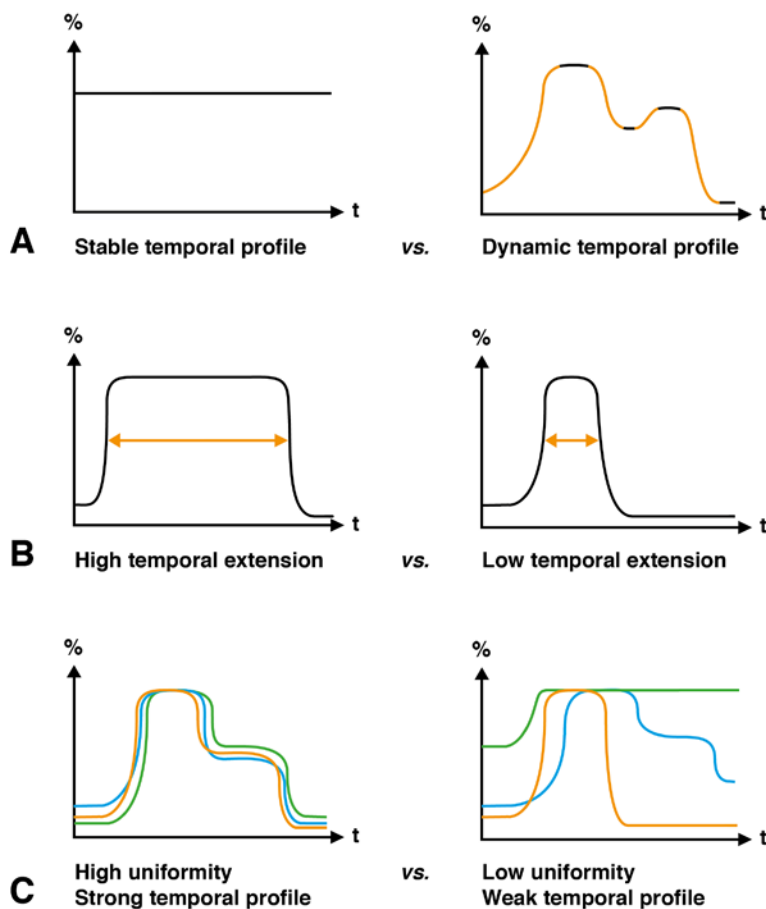 %
%
t
t
A
Stable temporal profile
vs.
Dynamic temporal profile
%
%
t
t
B
High temporal extension
vs.
Low temporal extension
%
%
t
t
C
High uniformity
vs.
Low uniformity
Strong temporal profile
Weak temporal profile